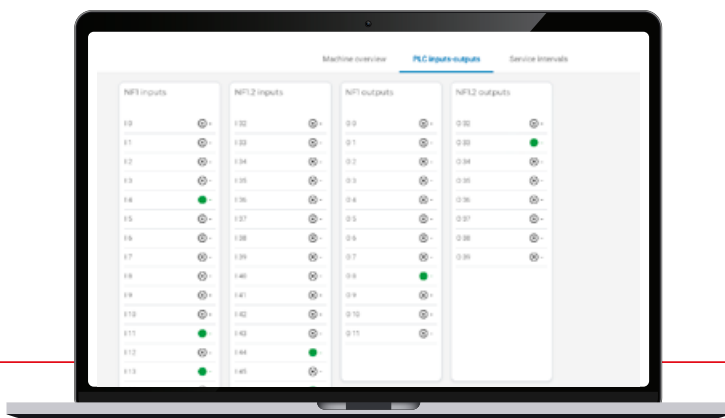 Machine overview
PLC inputs-outputs
Service intervals
NF1 inputs
I 0
I 1
I 2
I 3
I 4
I 5
I 6
I 7
I 8
I 9
I 10
I 11
I 12
I 13
NF1.2 inputs
I 32
I 33
I 34
I 35
I 36
I 37
I 38
I 39
I 40
I 41
I 42
I 43
I 44
I 45
NF1 outputs
O 0
O 1
O 2
O 3
O 4
O 5
O 6
O 7
O 8
O 9
O 10
O 11
NF1.2 outputs
O 32
O 33
O 34
O 35
O 36
O 37
O 38
O 39